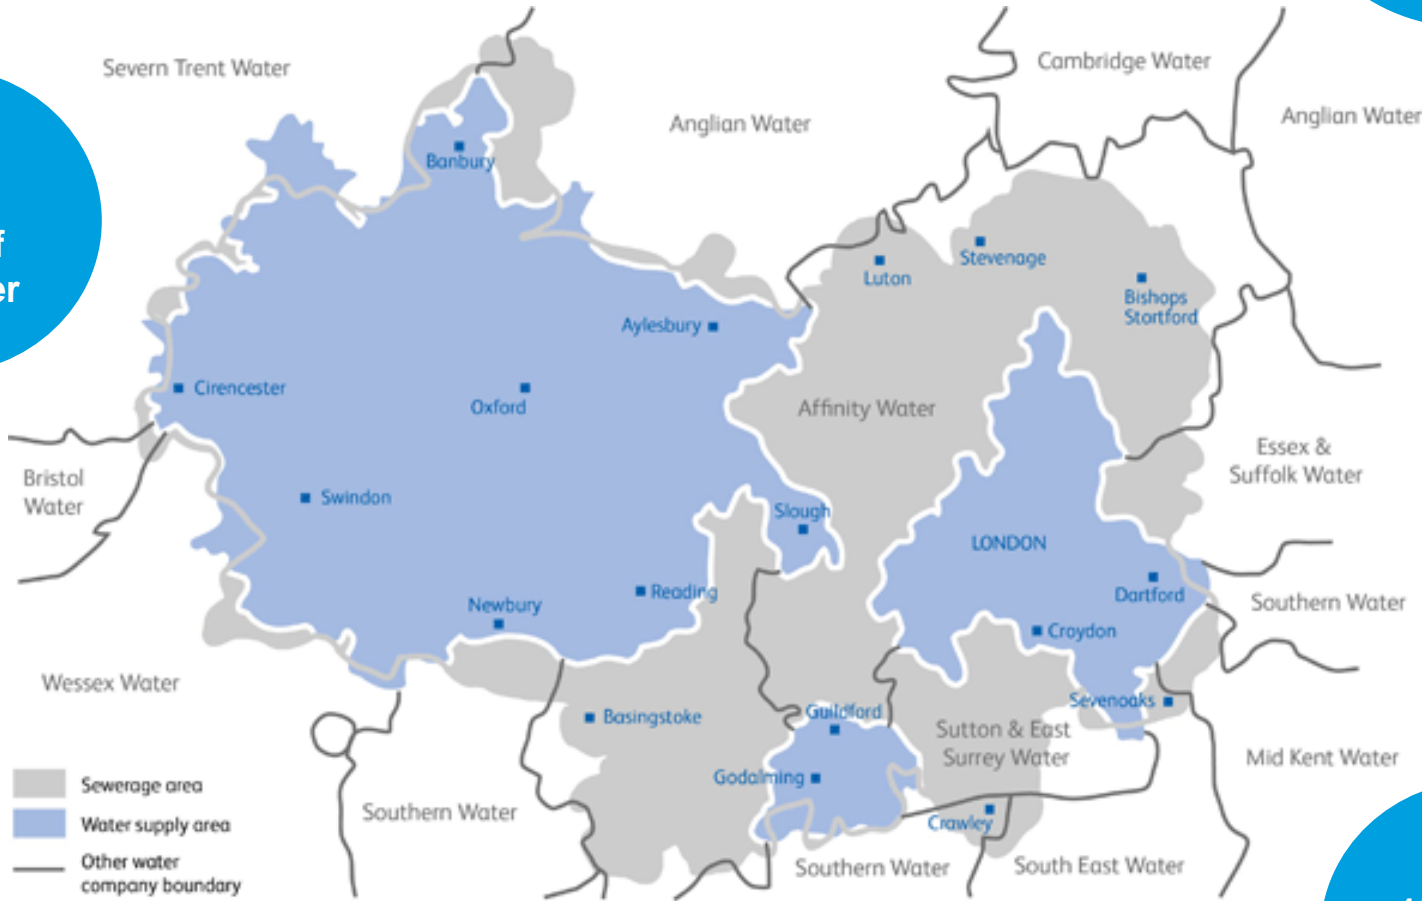 Severn Trent Water
Cambridge Water
Anglian Water
Anglian Water
Banbury
er
Luton
Stevenage
Bishops
Stortford
Aylesbury
Cirencester
Oxford
Affinity Water
Bristol
Water
Essex &
Suffolk Water
Swindon
Slough
LONDON
Reading
Newbury
Dartford
Southern Water
Croydon
Wessex Water
Sevenoaks
Basingstoke
Guildford
Sutton & East
Surrey Water
Mid Kent Water
Godalming
Southern Water
Crawley
Southern Water
South East Water
Sewerage area
Water supply area
Other water
company boundary